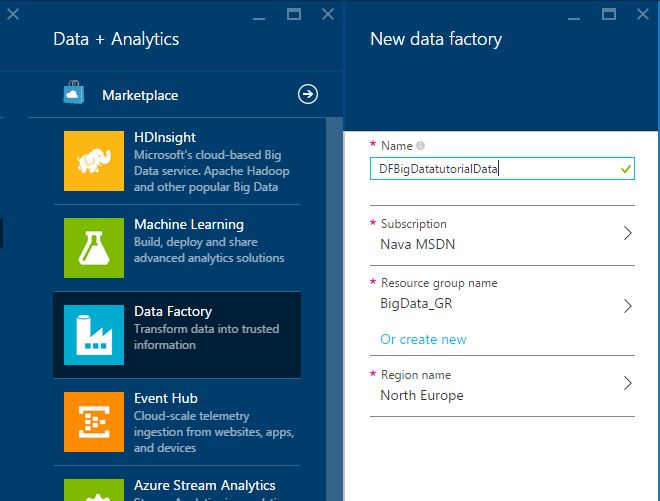 Data + Analytics
Marketplace
HDInsight
Microsoft's cloud-based Big
Data service. Apache Hadoop
and other popular Big Data
Machine Learning
Build, deploy and share
advanced analytics solutions
Data Factory
Transform data into trusted
information
Event Hub
Cloud-scale telemetry
ingestion from websites, apps,
and devices
Azure Stream Analytics
New data factory
* Name
DFBigDatatutorialData
* Subscription
Nava MSDN
* Resource group name
BigData_GR
Or create new
* Region name
North Europe